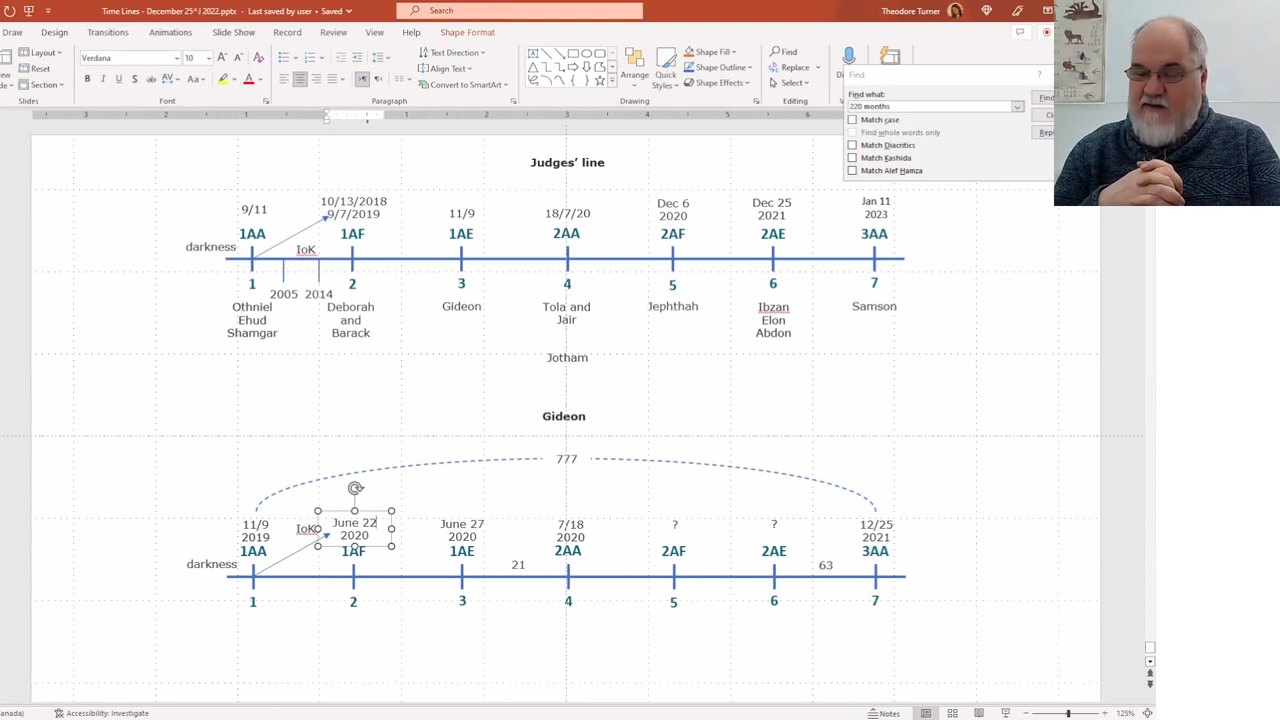 Time Lines - December 25^J 2022.pptx • Last saved by user • Saved
Search
Theodore Turner
Draw Design Transitions Animations Slide Show Record Review View Help Shape Format
Layout
Reset
Section
Slides
Verdana 10
Font
Text Direction
Align Text
Convert to SmartArt
Paragraph
Arrange
Quick Styles
Shape Fill
Shape Outline
Shape Effects
Drawing
Find
Replace
Select
Editing
Find
Find what:
220 months
Match case
Find whole words only
Match Diacritics
Match Kashida
Match Alef Hamza
Judges' line
9/11 10/13/2018 9/7/2019 11/9 18/7/20 Dec 6 2020 Dec 25 2021 Jan 11 2023
1AA 1AF 1AE 2AA 2AF 2AE 3AA
darkness IoK
1 2 3 4 5 6 7
2005 2014
Othniel Ehud Shamgar
Deborah and Barack
Gideon
Tola and Jair
Jephthah
Ibzan Elon Abdon
Samson
Jotham
Gideon
777
11/9 2019 IoK June 22 2020 June 27 2020 7/18 2020 ? ? 12/25 2021
1AA 1AF 1AE 2AA 2AF 2AE 3AA
darkness 21 63
1 2 3 4 5 6 7
Accessibility: Investigate
Notes
125%